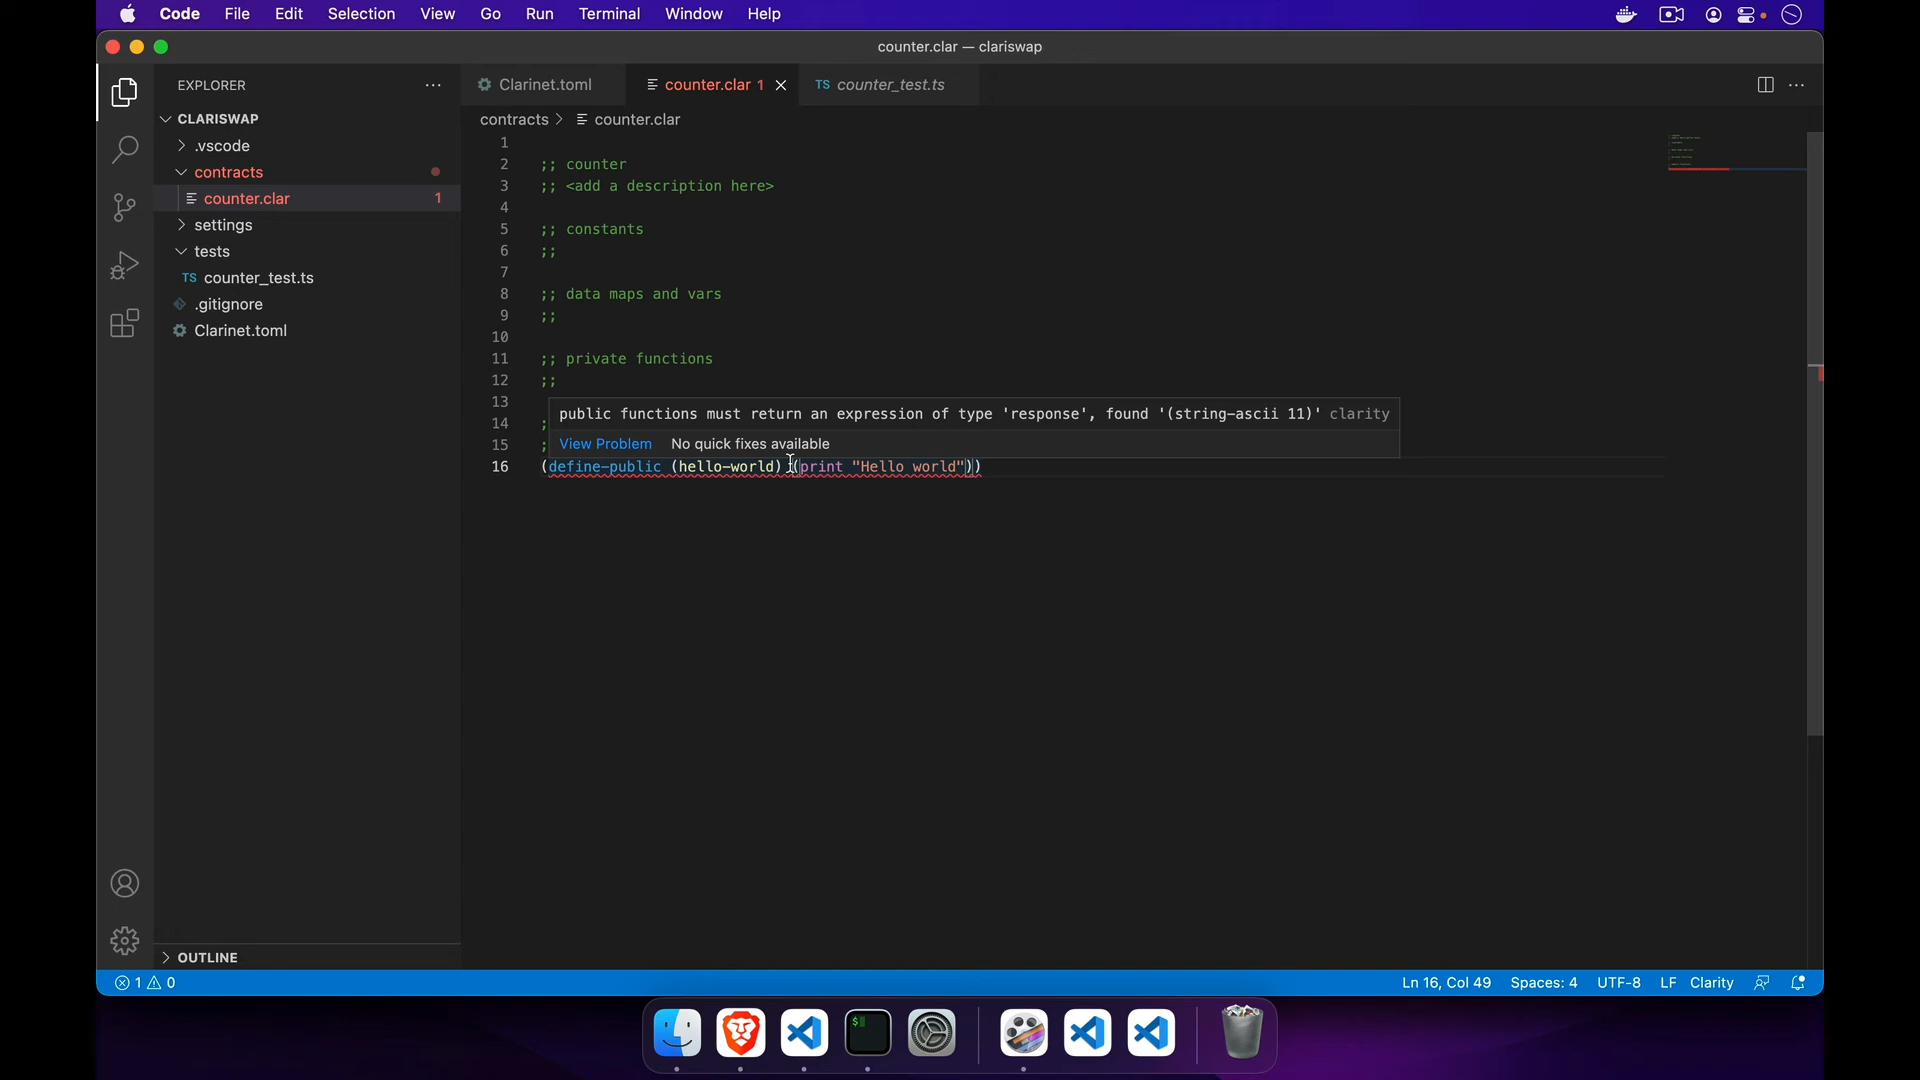 Code File Edit Selection View Go Run Terminal Window Help
counter.clar — clariswap
EXPLORER
CLARISWAP
.vscode
contracts
counter.clar 1
settings
tests
TS counter_test.ts
.gitignore
Clarinet.toml
OUTLINE
Clarinet.toml
counter.clar 1
TS counter_test.ts
contracts > counter.clar
1
2 ;; counter
3 ;; <add a description here>
4
5 ;; constants
6 ;;
7
8 ;; data maps and vars
9 ;;
10
11 ;; private functions
12 ;;
13
public functions must return an expression of type 'response', found '(string-ascii 11)' clarity
14 ;
View Problem No quick fixes available
15 ;
16 (define-public (hello-world) (print "Hello world"))
1 0
Ln 16, Col 49 Spaces: 4 UTF-8 LF Clarity
$